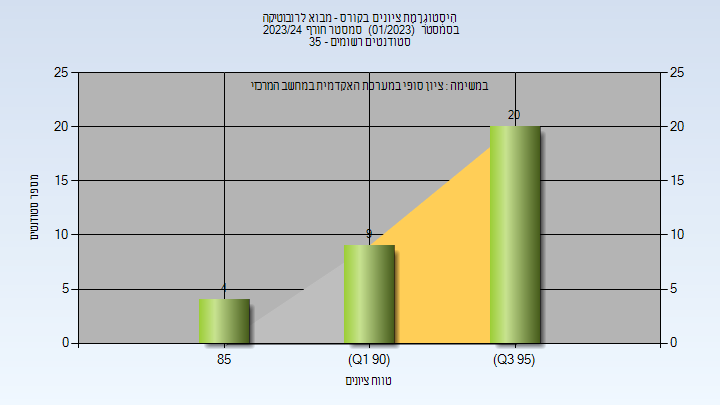 היסטוגרמת ציונים בקורס - מבוא לרובוטיקה
בסמסטר (01/2023) סמסטר חורף 2023/24
סטודנטים רשומים - 35
במשימה : ציון סופי במערכת האקדמית במחשב המרכזי
25
20
15
10
5
0
25
20
15
10
5
0
4
9
20
מספר סטודנטים
85
(Q1 90)
(Q3 95)
טווח ציונים